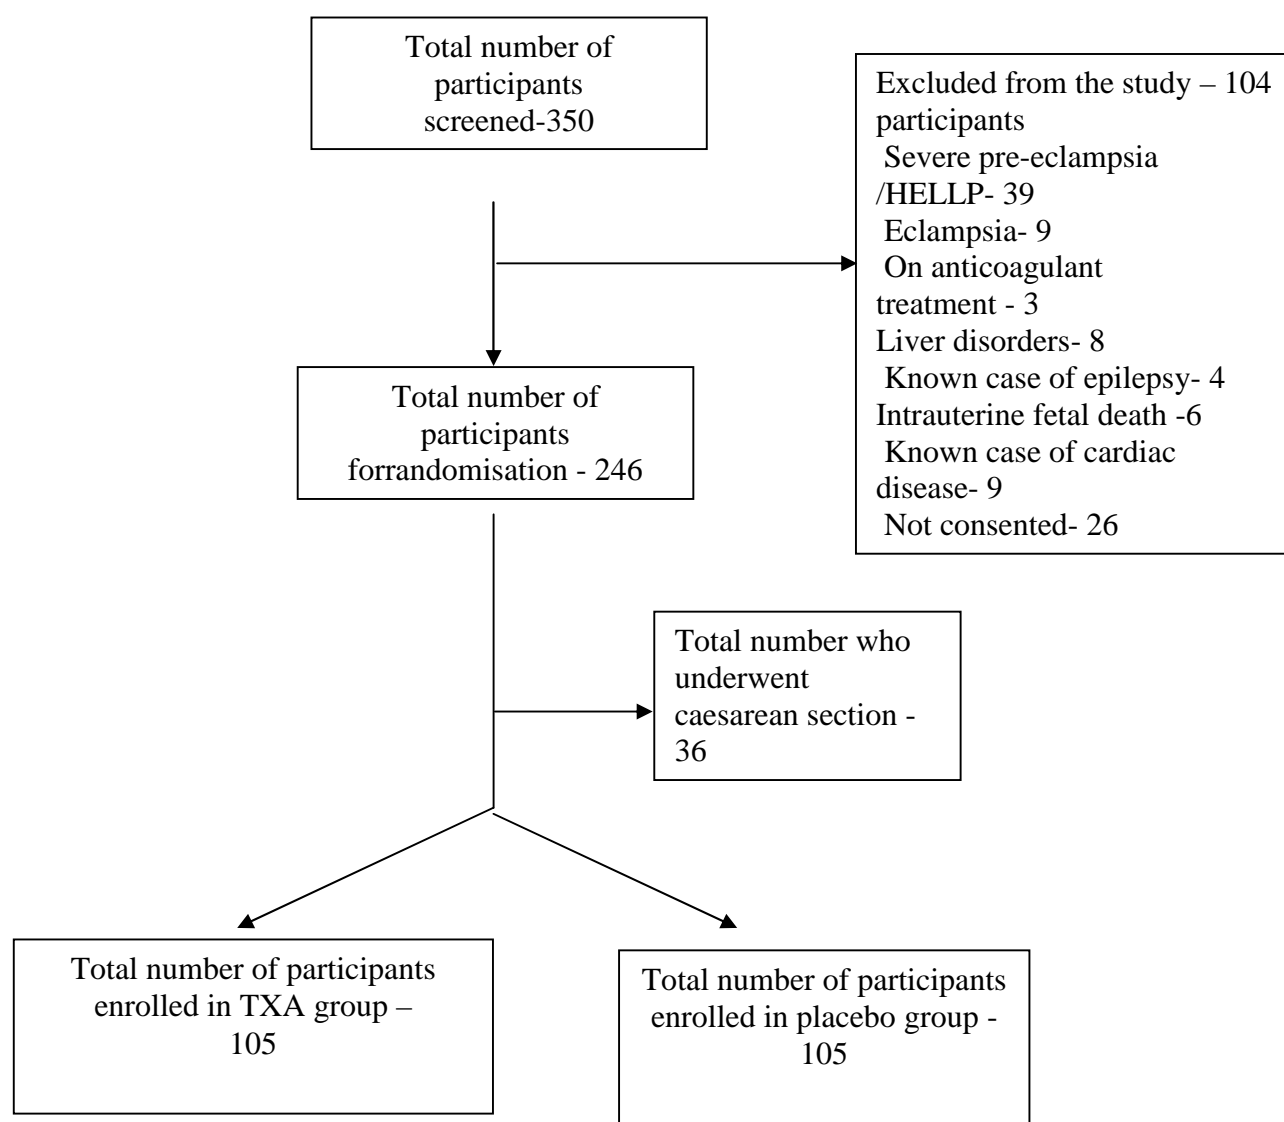 Total number of
participants
screened-350
Excluded from the study – 104
participants
Severe pre-eclampsia
/HELLP- 39
Eclampsia- 9
On anticoagulant
treatment - 3
Liver disorders- 8
Known case of epilepsy- 4
Intrauterine fetal death -6
Known case of cardiac
disease- 9
Not consented- 26
Total number of
participants
forrandomisation - 246
Total number who
underwent
caesarean section -
36
Total number of participants
enrolled in TXA group –
105
Total number of participants
enrolled in placebo group -
105